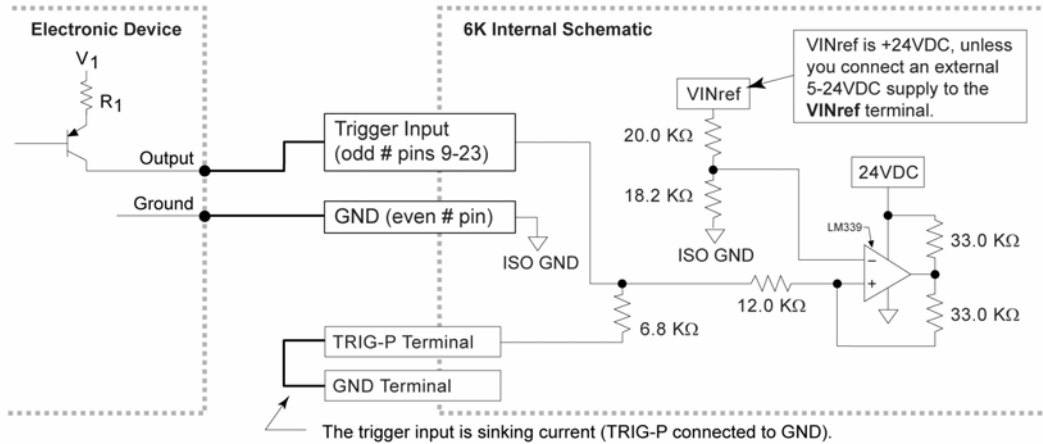 Electronic Device
V1
R1
Output
Ground
6K Internal Schematic
Trigger Input
(odd # pins 9-23)
GND (even # pin)
ISO GND
TRIG-P Terminal
GND Terminal
VINref
20.0 KΩ
18.2 KΩ
ISO GND
VINref is +24VDC, unless
you connect an external
5-24VDC supply to the
VINref terminal.
24VDC
LM339
33.0 KΩ
12.0 KΩ
33.0 KΩ
6.8 KΩ
−
+
The trigger input is sinking current (TRIG-P connected to GND).